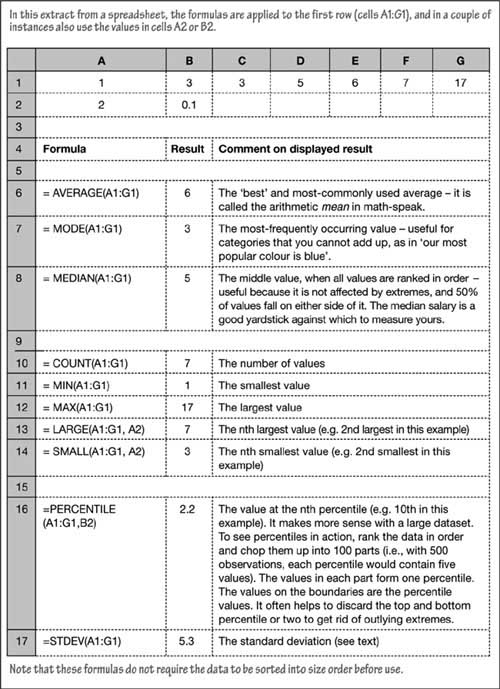 In this extract from a spreadsheet, the formulas are applied to the first row (cells A1:G1), and in a couple of
instances also use the values in cells A2 or B2.
A B C D E F G
1 1 3 3 5 6 7 17
2 2 0.1
3
4 Formula Result Comment on displayed result
5
6 = AVERAGE(A1:G1) 6 The ‘best’ and most-commonly used average – it is
called the arithmetic mean in math-speak.
7 = MODE(A1:G1) 3 The most-frequently occurring value – useful for
categories that you cannot add up, as in ‘our most
popular colour is blue’.
8 = MEDIAN(A1:G1) 5 The middle value, when all values are ranked in order –
useful because it is not affected by extremes, and 50%
of values fall on either side of it. The median salary is a
good yardstick against which to measure yours.
9
10 = COUNT(A1:G1) 7 The number of values
11 = MIN(A1:G1) 1 The smallest value
12 = MAX(A1:G1) 17 The largest value
13 = LARGE(A1:G1, A2) 7 The nth largest value (e.g. 2nd largest in this example)
14 = SMALL(A1:G1, A2) 3 The nth smallest value (e.g. 2nd smallest in this
example)
15
16 =PERCENTILE 2.2 The value at the nth percentile (e.g. 10th in this
(A1:G1,B2) example). It makes more sense with a large dataset.
To see percentiles in action, rank the data in order
and chop them up into 100 parts (i.e., with 500
observations, each percentile would contain five
values). The values in each part form one percentile.
The values on the boundaries are the percentile
values. It often helps to discard the top and bottom
percentile or two to get rid of outlying extremes.
17 =STDEV(A1:G1) 5.3 The standard deviation (see text)
Note that these formulas do not require the data to be sorted into size order before use.